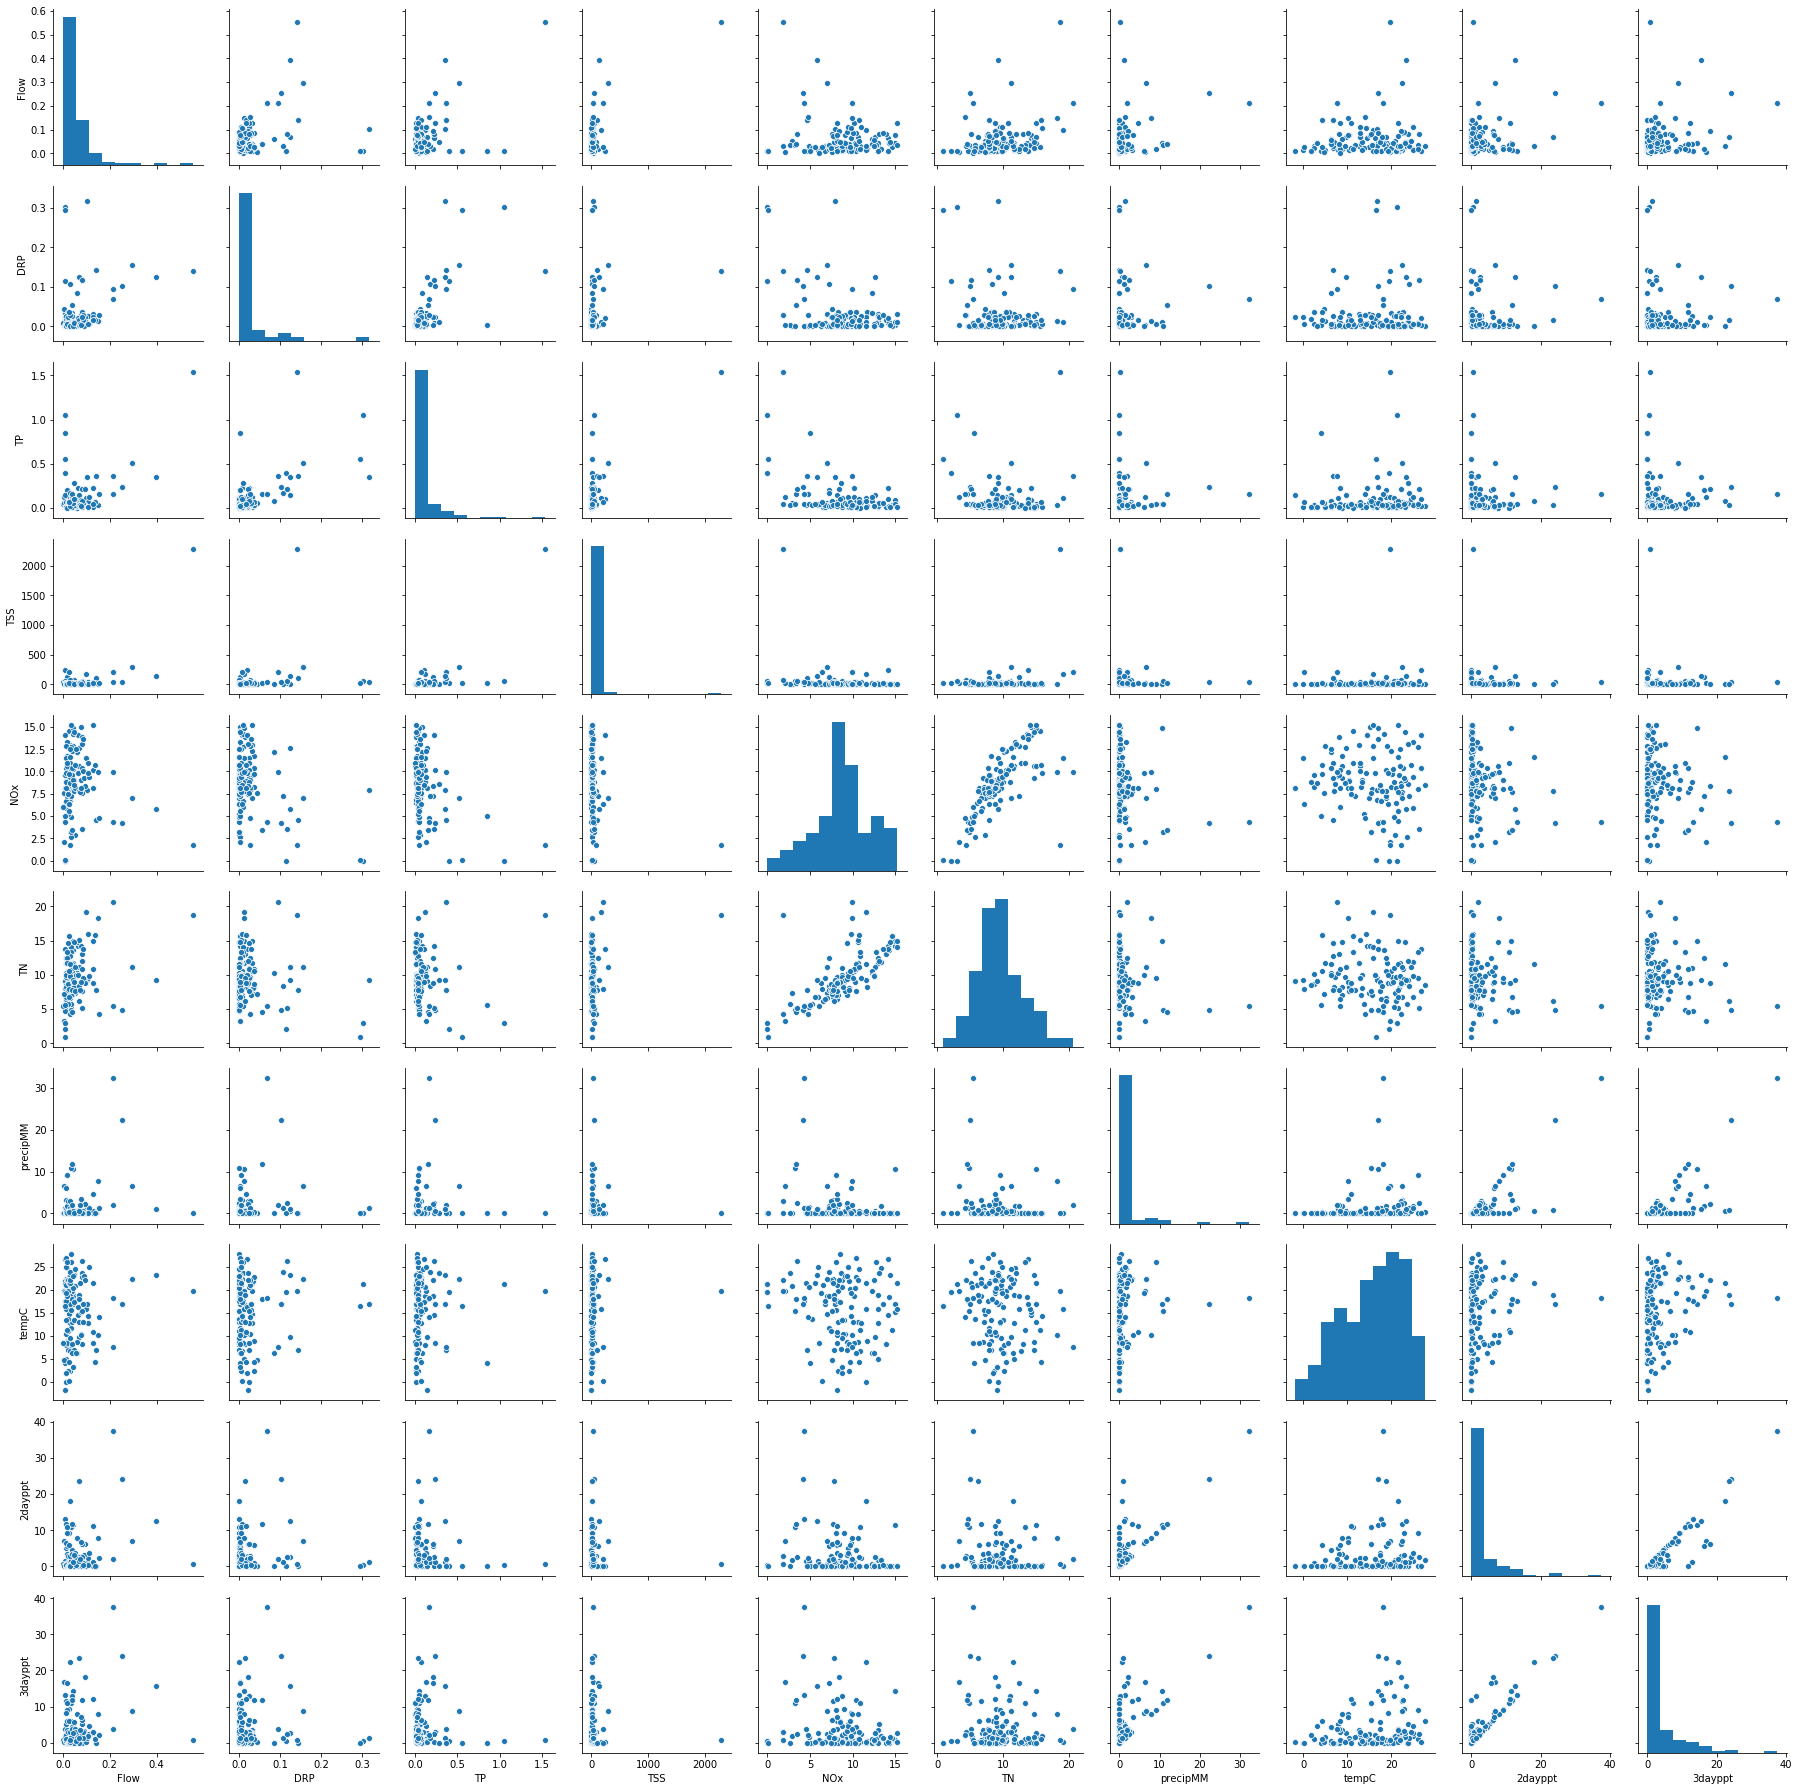 0.6
0.5
0.4
0.3
0.2
0.1
0.0
Flow
0.3
0.2
0.1
0.0
DRP
1.5
1.0
0.5
0.0
TP
2000
1500
1000
500
0
TSS
15.0
12.5
10.0
7.5
5.0
2.5
0.0
NOx
20
15
10
5
0
TN
30
20
10
0
precipMM
25
20
15
10
5
0
tempC
40
30
20
10
0
2dayppt
40
30
20
10
0
3dayppt
0.0 0.2 0.4
0.0 0.1 0.2 0.3
0.0 0.5 1.0 1.5
0 1000 2000
0 5 10 15
0 10 20
0 10 20 30
0 10 20
0 20 40
0 20 40
Flow DRP TP TSS NOx TN precipMM tempC 2dayppt 3dayppt